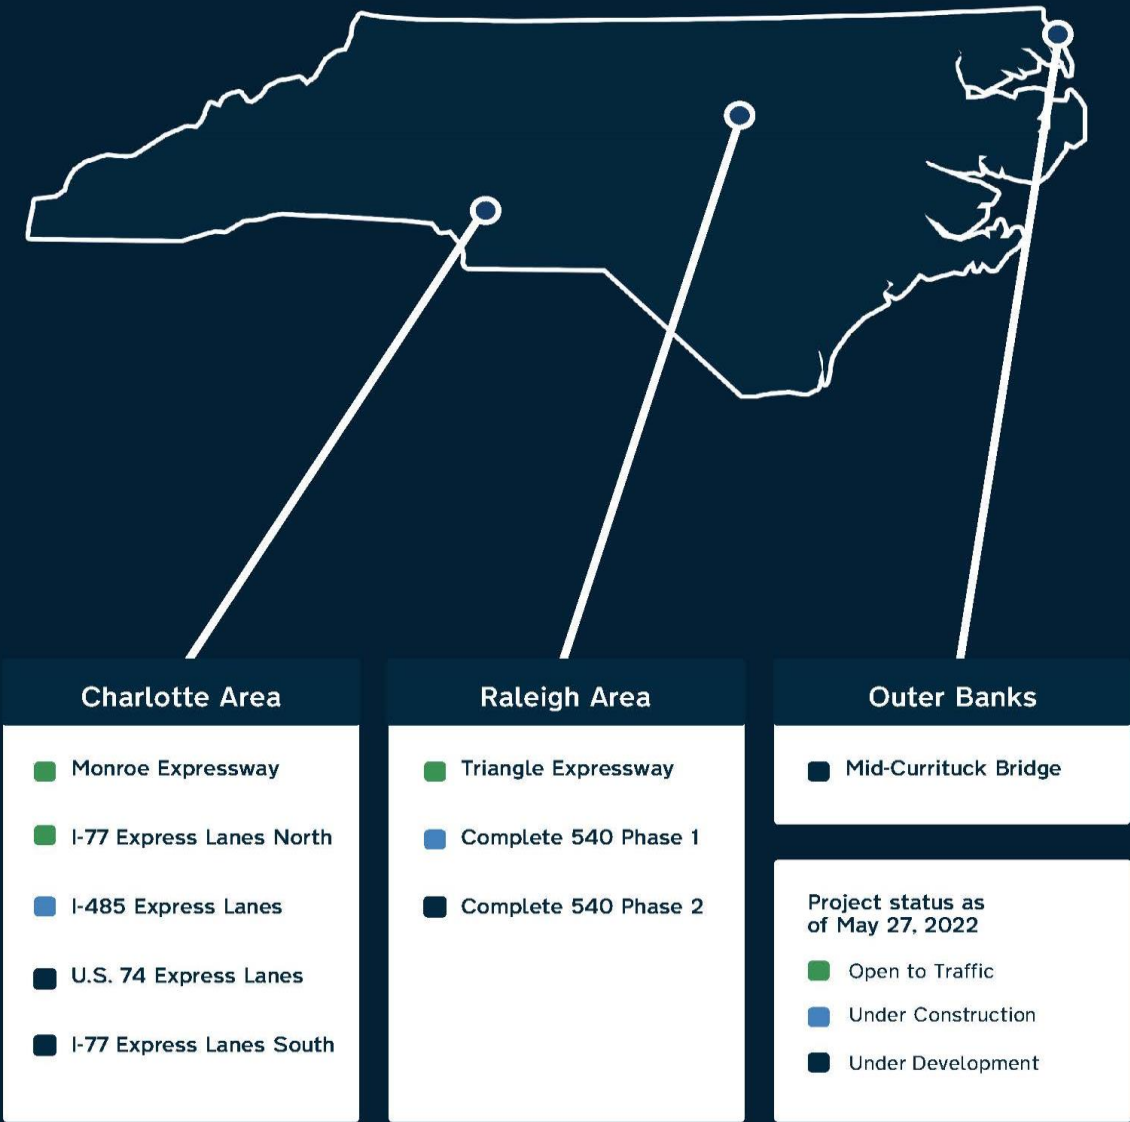 Charlotte Area
Monroe Expressway
I-77 Express Lanes North
I-485 Express Lanes
U.S. 74 Express Lanes
I-77 Express Lanes South
Raleigh Area
Triangle Expressway
Complete 540 Phase 1
Complete 540 Phase 2
Outer Banks
Mid-Currituck Bridge
Project status as
of May 27, 2022
Open to Traffic
Under Construction
Under Development